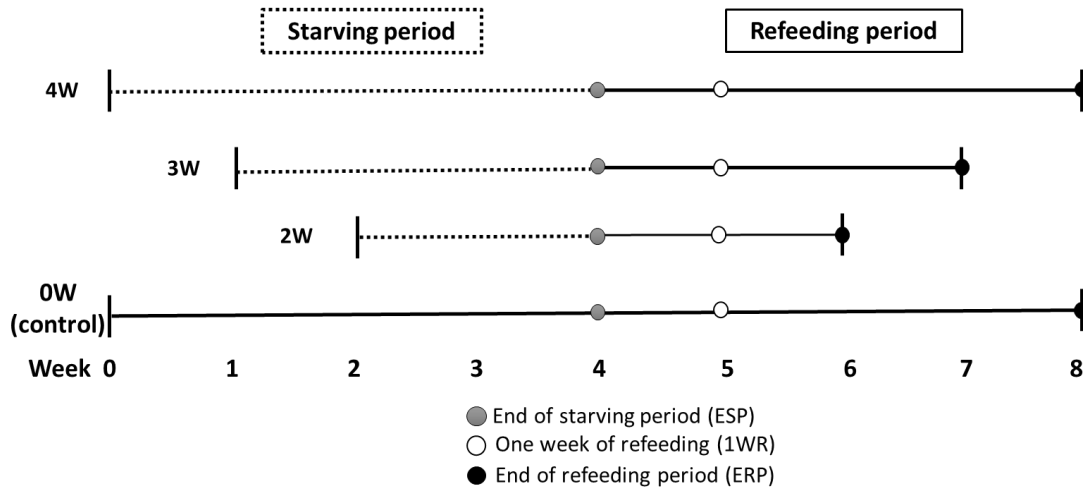 Starving period
Refeeding period
4W
3W
2W
0W
(control)
Week 0 1 2 3 4 5 6 7 8
End of starving period (ESP)
One week of refeeding (1WR)
End of refeeding period (ERP)